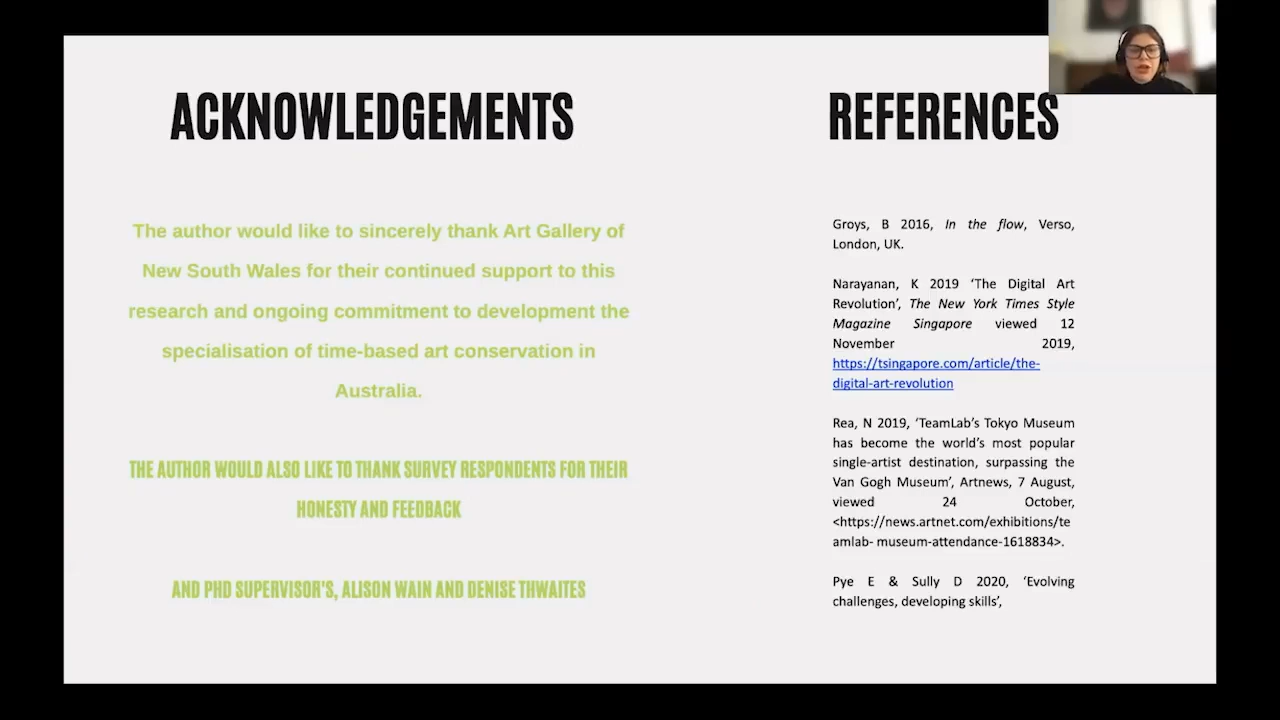 ACKNOWLEDGEMENTS
The author would like to sincerely thank Art Gallery of
New South Wales for their continued support to this
research and ongoing commitment to development the
specialisation of time-based art conservation in
Australia.
THE AUTHOR WOULD ALSO LIKE TO THANK SURVEY RESPONDENTS FOR THEIR
HONESTY AND FEEDBACK
AND PHD SUPERVISOR'S, ALISON WAIN AND DENISE THWAITES
REFERENCES
Groys, B 2016, In the flow, Verso,
London, UK.
Narayanan, K 2019 ‘The Digital Art
Revolution’, The New York Times Style
Magazine Singapore viewed 12
November 2019,
https://tsingapore.com/article/the-
digital-art-revolution
Rea, N 2019, ‘TeamLab’s Tokyo Museum
has become the world’s most popular
single-artist destination, surpassing the
Van Gogh Museum’, Artnews, 7 August,
viewed 24 October,
<https://news.artnet.com/exhibitions/te
amlab- museum-attendance-1618834>.
Pye E & Sully D 2020, ‘Evolving
challenges, developing skills’,